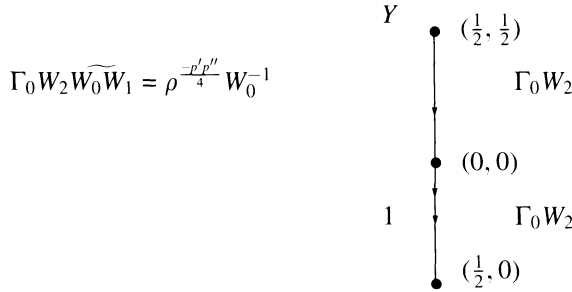 Y
(1/2, 1/2)
Γ₀W₂W̃₀W̃₁ = ρ^{-p′p″/4} W₀⁻¹
Γ₀W₂
(0, 0)
1 Γ₀W₂
(1/2, 0)